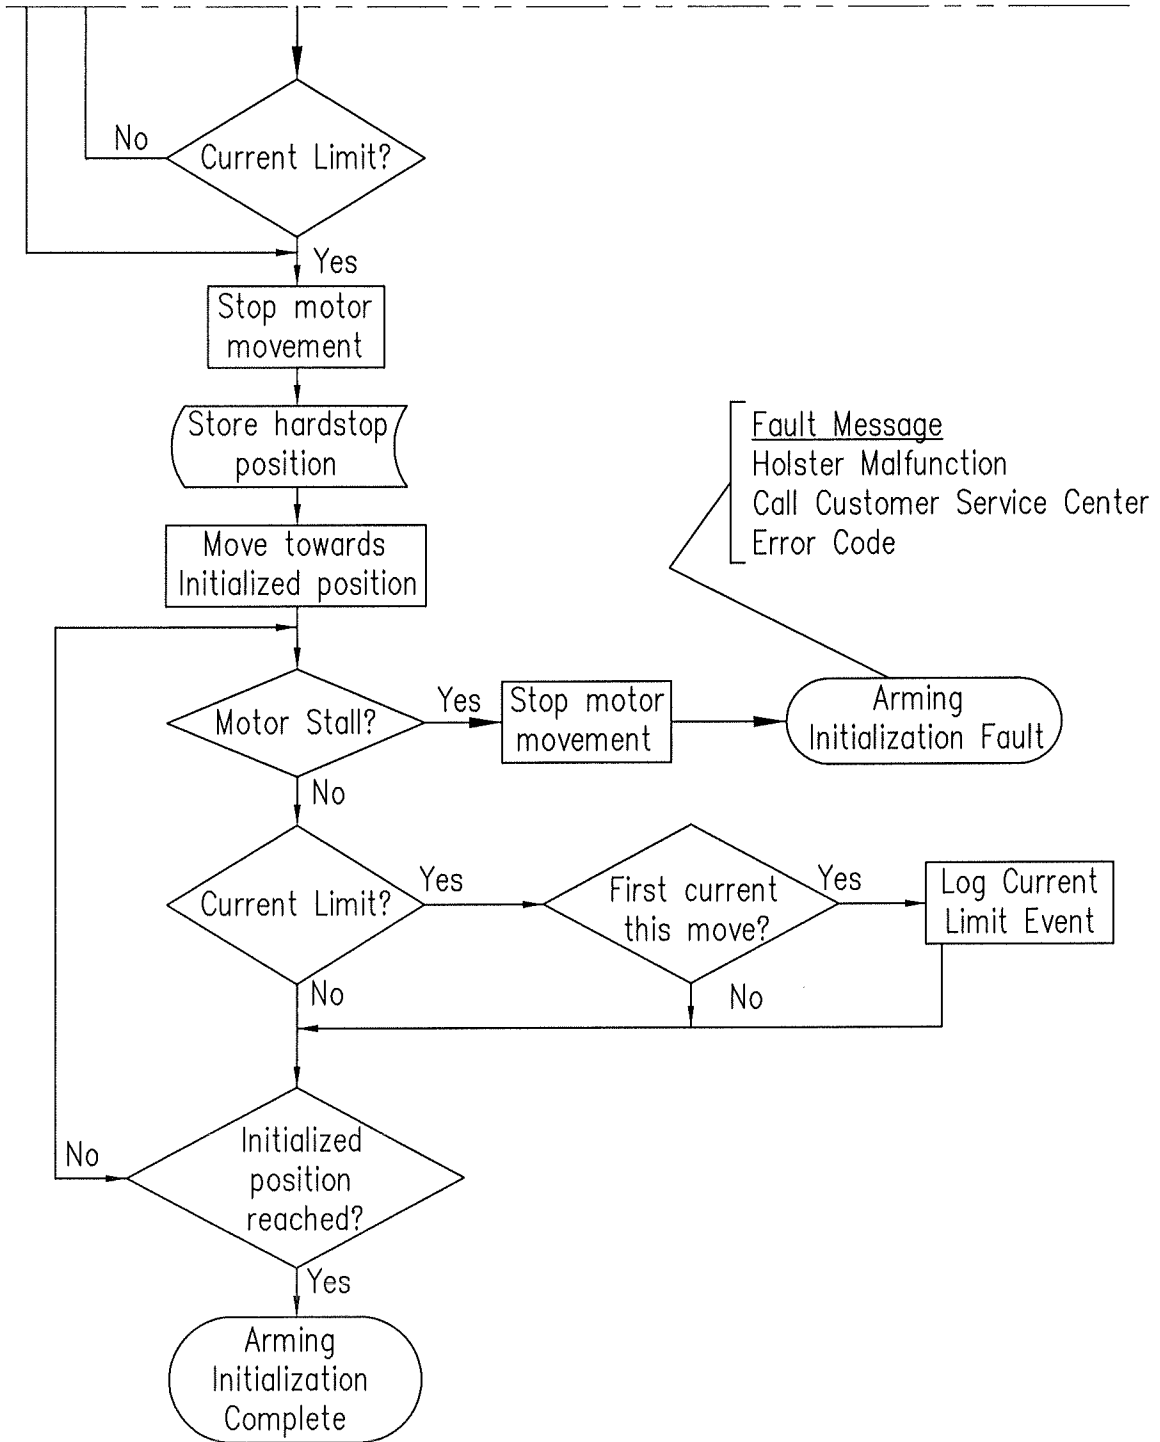 No
Current Limit?
Yes
Stop motor
movement
Store hardstop
position
Fault Message
Holster Malfunction
Call Customer Service Center
Error Code
Move towards
Initialized position
Motor Stall?
Yes
Stop motor
movement
Arming
Initialization Fault
No
Current Limit?
Yes
First current
this move?
Yes
Log Current
Limit Event
No
No
Initialized
position
reached?
No
Yes
Arming
Initialization
Complete